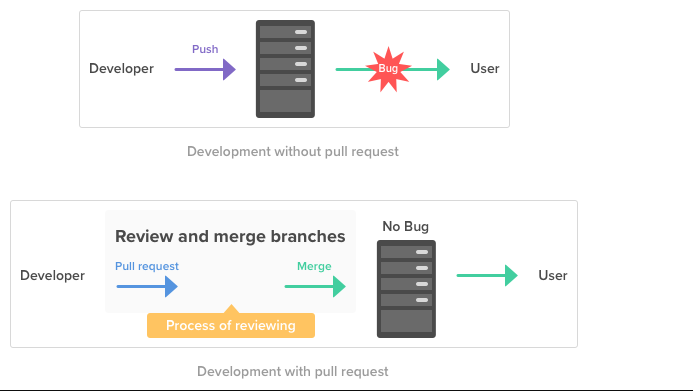 Developer
Push
Bug
User
Development without pull request
Review and merge branches
No Bug
Developer
Pull request
Merge
User
Process of reviewing
Development with pull request